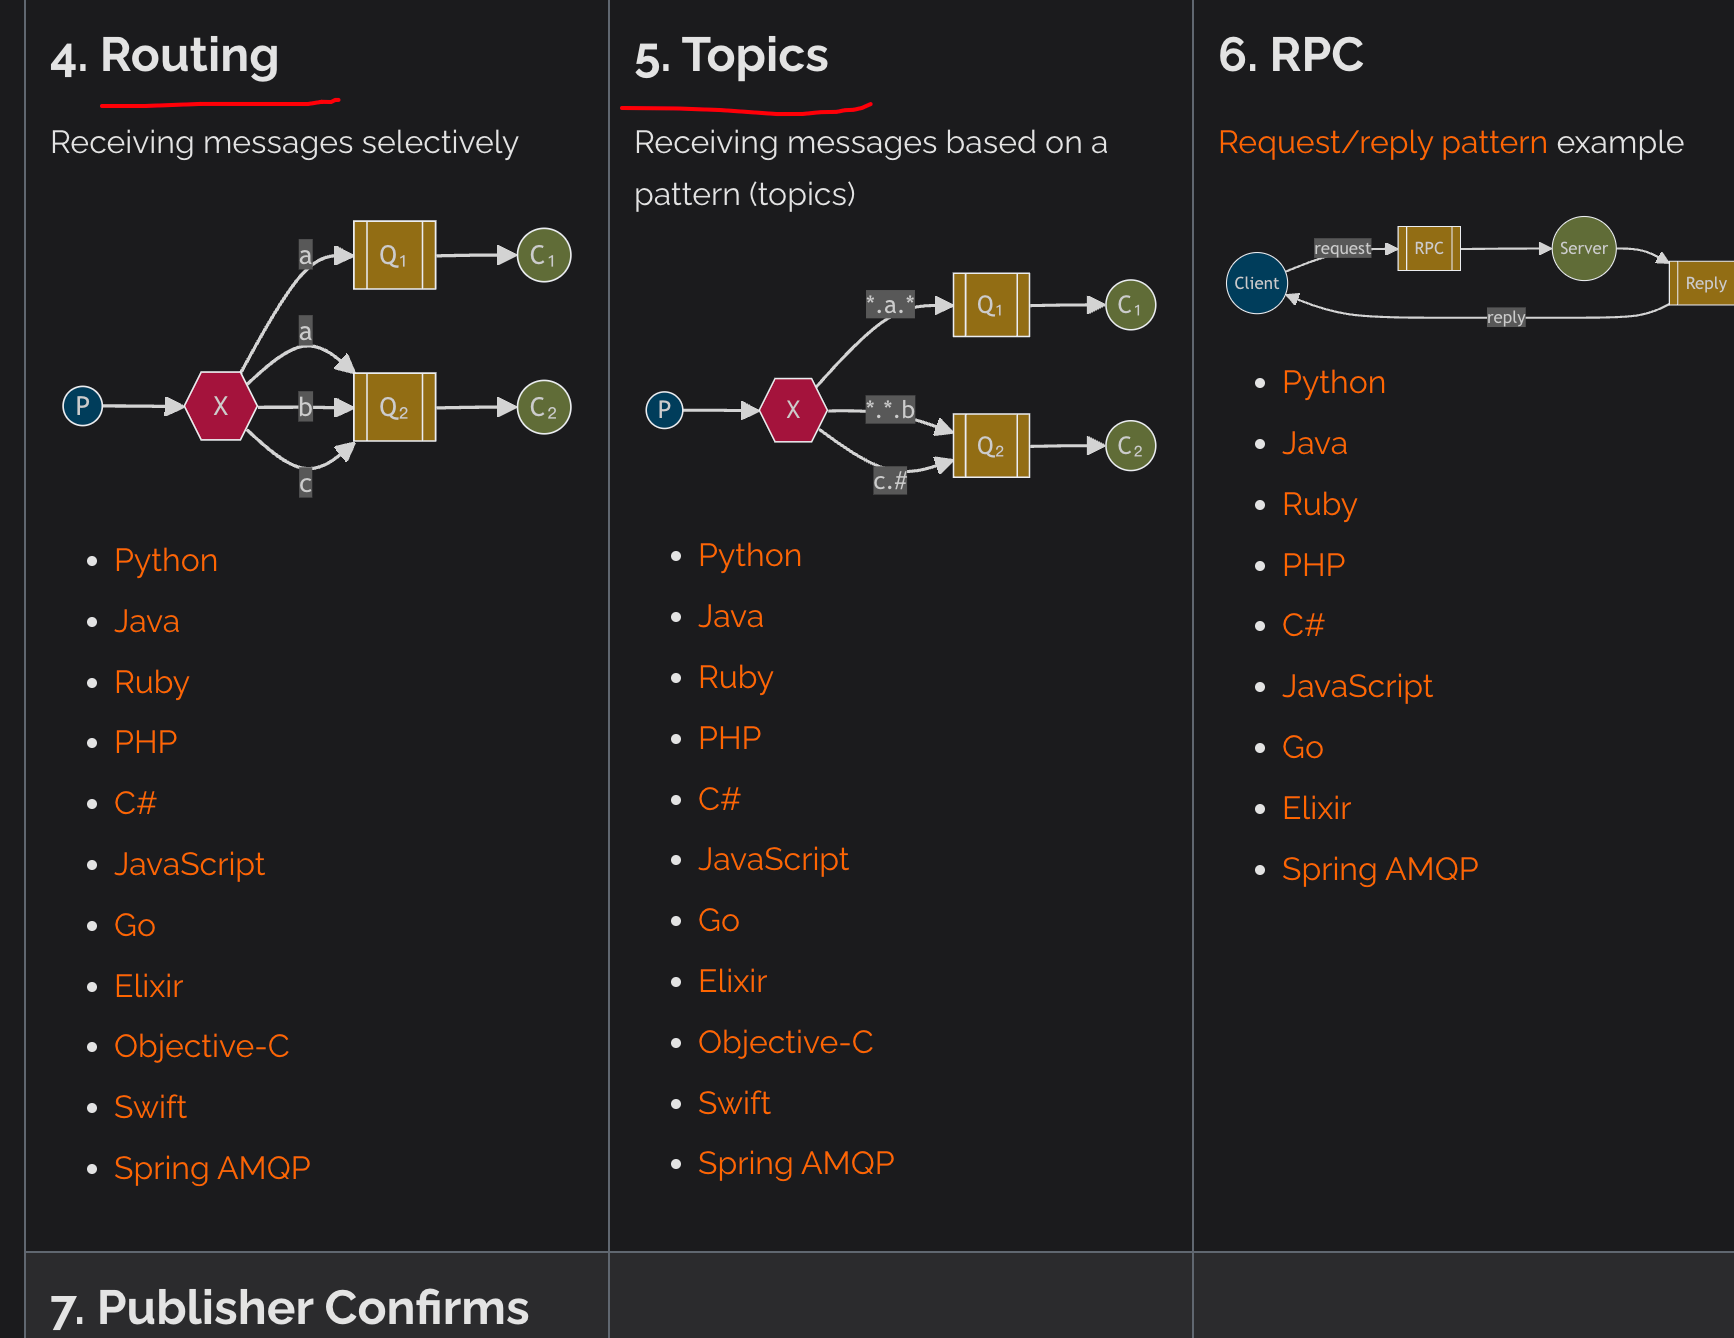 4. Routing
Receiving messages selectively
a
Q₁
C₁
a
P
X
b
Q₂
C₂
c
Python
Java
Ruby
PHP
C#
JavaScript
Go
Elixir
Objective-C
Swift
Spring AMQP
5. Topics
Receiving messages based on a
pattern (topics)
*.a.*
Q₁
C₁
P
X
*.*.b
Q₂
C₂
c.#
Python
Java
Ruby
PHP
C#
JavaScript
Go
Elixir
Objective-C
Swift
Spring AMQP
6. RPC
Request/reply pattern example
request
RPC
Server
Client
Reply
reply
Python
Java
Ruby
PHP
C#
JavaScript
Go
Elixir
Spring AMQP
7. Publisher Confirms